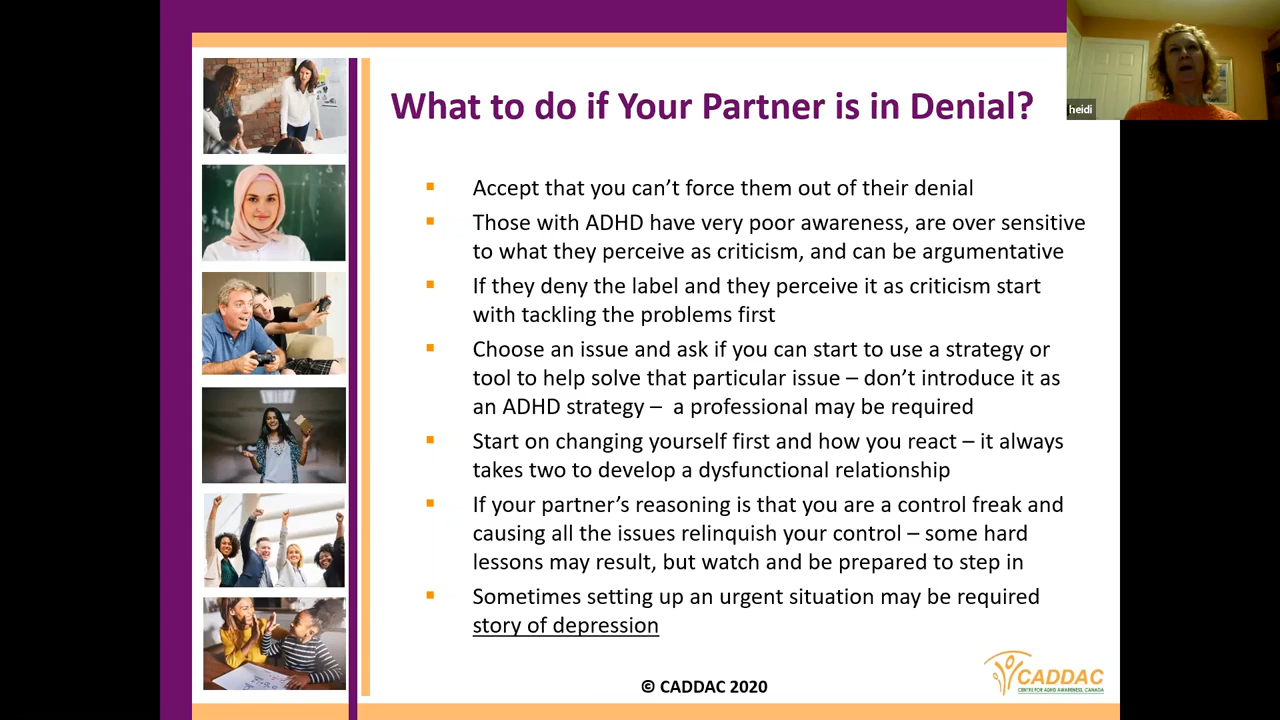 heidi
What to do if Your Partner is in Denial?
Accept that you can’t force them out of their denial
Those with ADHD have very poor awareness, are over sensitive
to what they perceive as criticism, and can be argumentative
If they deny the label and they perceive it as criticism start
with tackling the problems first
Choose an issue and ask if you can start to use a strategy or
tool to help solve that particular issue – don’t introduce it as
an ADHD strategy –  a professional may be required
Start on changing yourself first and how you react – it always
takes two to develop a dysfunctional relationship
If your partner’s reasoning is that you are a control freak and
causing all the issues relinquish your control – some hard
lessons may result, but watch and be prepared to step in
Sometimes setting up an urgent situation may be required
story of depression
© CADDAC 2020
CADDAC
CENTRE FOR ADHD AWARENESS, CANADA